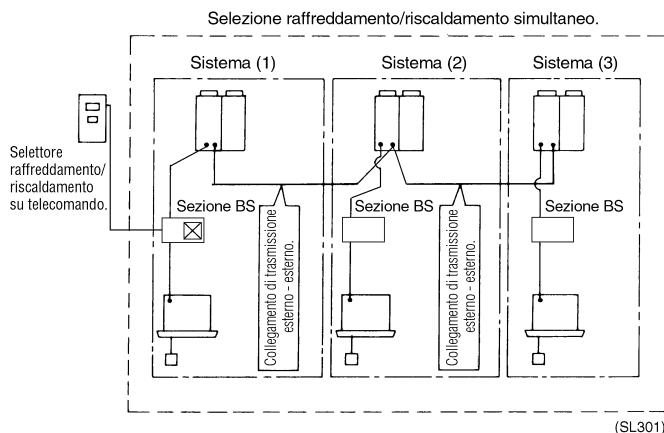 Selezione raffreddamento/riscaldamento simultaneo.
Sistema (1)
Sistema (2)
Sistema (3)
Selettore
raffreddamento/
riscaldamento
su telecomando.
Sezione BS
Sezione BS
Sezione BS
Collegamento di trasmissione
esterno - esterno.
Collegamento di trasmissione
esterno - esterno.
(SL301)